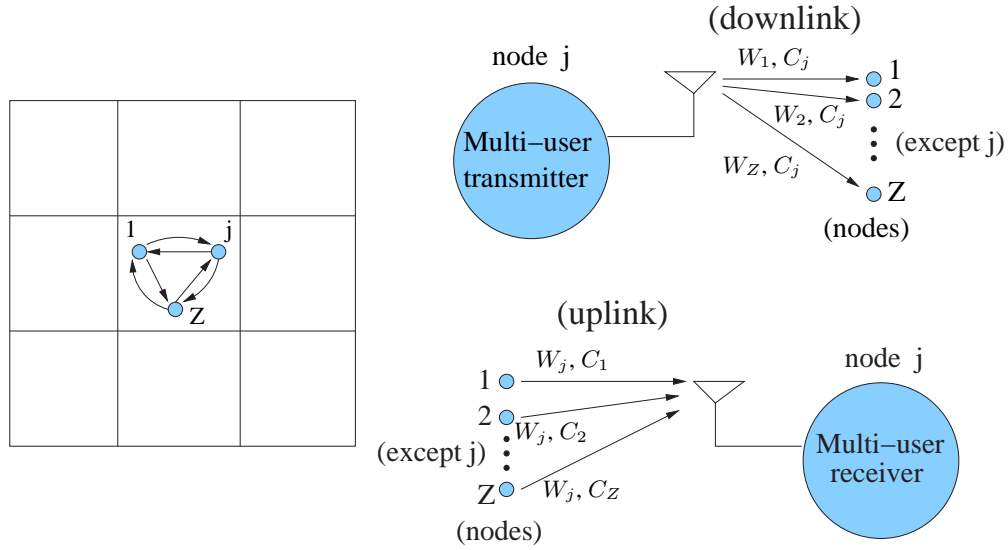 (downlink)
node j
Multi−user
transmitter
W₁, Cⱼ
W₂, Cⱼ
W_Z, Cⱼ
1
2
(except j)
Z
(nodes)
1
j
Z
(uplink)
1
2
(except j)
Z
(nodes)
Wⱼ, C₁
Wⱼ, C₂
Wⱼ, C_Z
node j
Multi−user
receiver